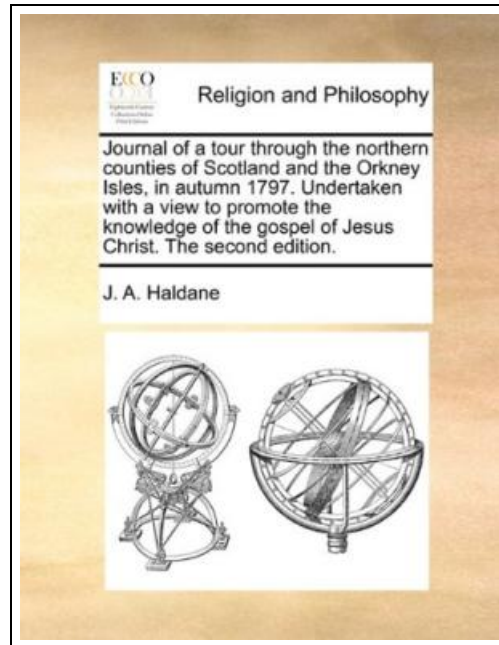 ECCO
Religion and Philosophy
Journal of a tour through the northern
counties of Scotland and the Orkney
Isles, in autumn 1797. Undertaken
with a view to promote the
knowledge of the gospel of Jesus
Christ. The second edition.
J. A. Haldane